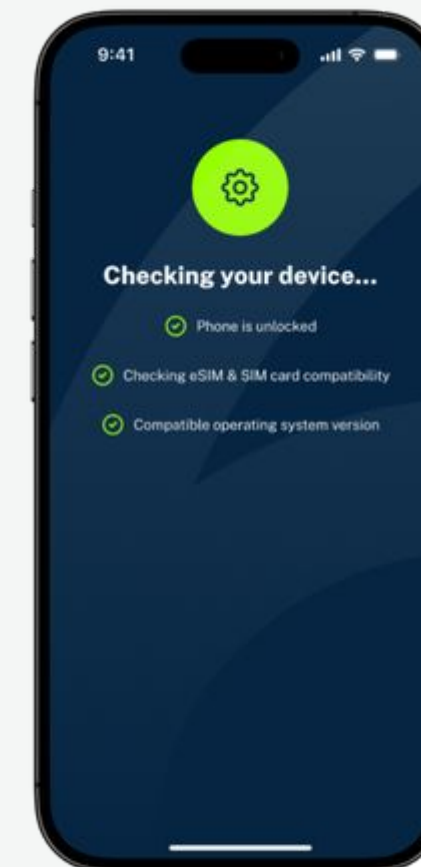 9:41
Checking your device...
Phone is unlocked
Checking eSIM & SIM card compatibility
Compatible operating system version